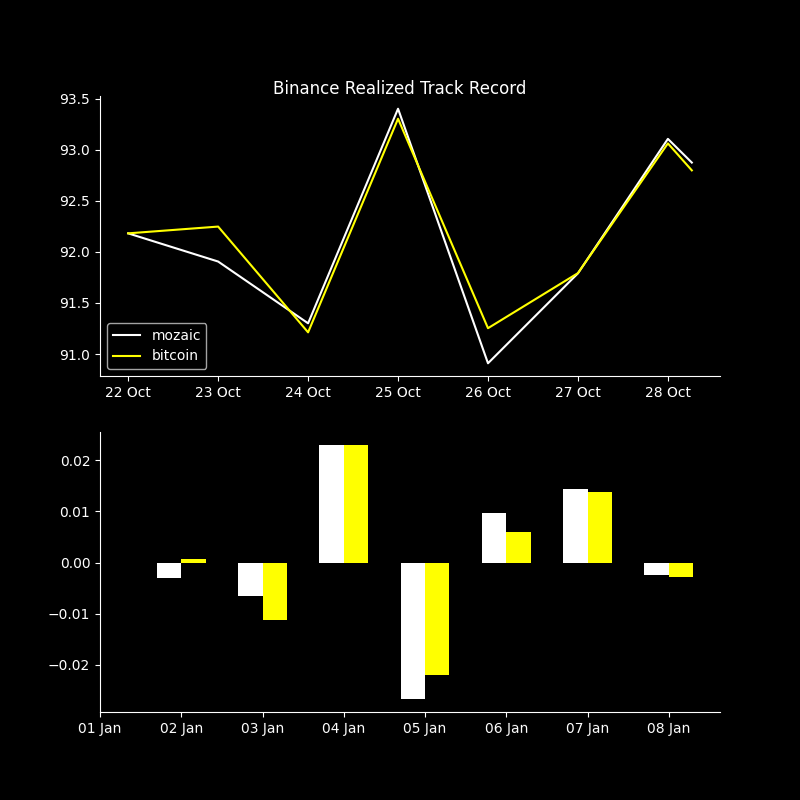 Binance Realized Track Record
93.5
93.0
92.5
92.0
91.5
91.0
mozaic
bitcoin
22 Oct 23 Oct 24 Oct 25 Oct 26 Oct 27 Oct 28 Oct
0.02
0.01
0.00
−0.01
−0.02
01 Jan 02 Jan 03 Jan 04 Jan 05 Jan 06 Jan 07 Jan 08 Jan